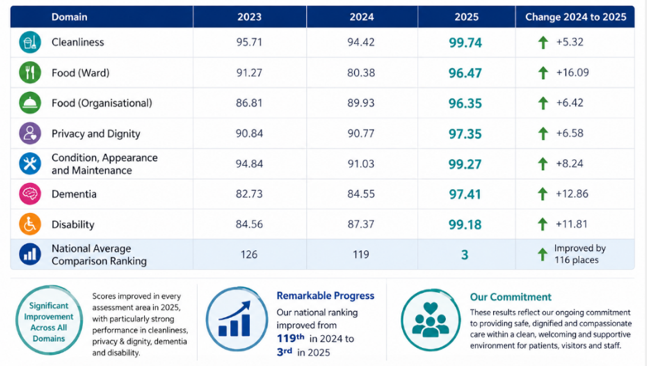 Domain 2023 2024 2025 Change 2024 to 2025
Cleanliness 95.71 94.42 99.74 +5.32
Food (Ward) 91.27 80.38 96.47 +16.09
Food (Organisational) 86.81 89.93 96.35 +6.42
Privacy and Dignity 90.84 90.77 97.35 +6.58
Condition, Appearance
and Maintenance 94.84 91.03 99.27 +8.24
Dementia 82.73 84.55 97.41 +12.86
Disability 84.56 87.37 99.18 +11.81
National Average
Comparison Ranking 126 119 3 Improved by
116 places
Significant
Improvement
Across All
Domains
Scores improved in every
assessment area in 2025,
with particularly strong
performance in cleanliness,
privacy & dignity, dementia
and disability.
Remarkable Progress
Our national ranking
improved from
119th in 2024 to
3rd in 2025
Our Commitment
These results reflect our ongoing commitment
to providing safe, dignified and compassionate
care within a clean, welcoming and supportive
environment for patients, visitors and staff.